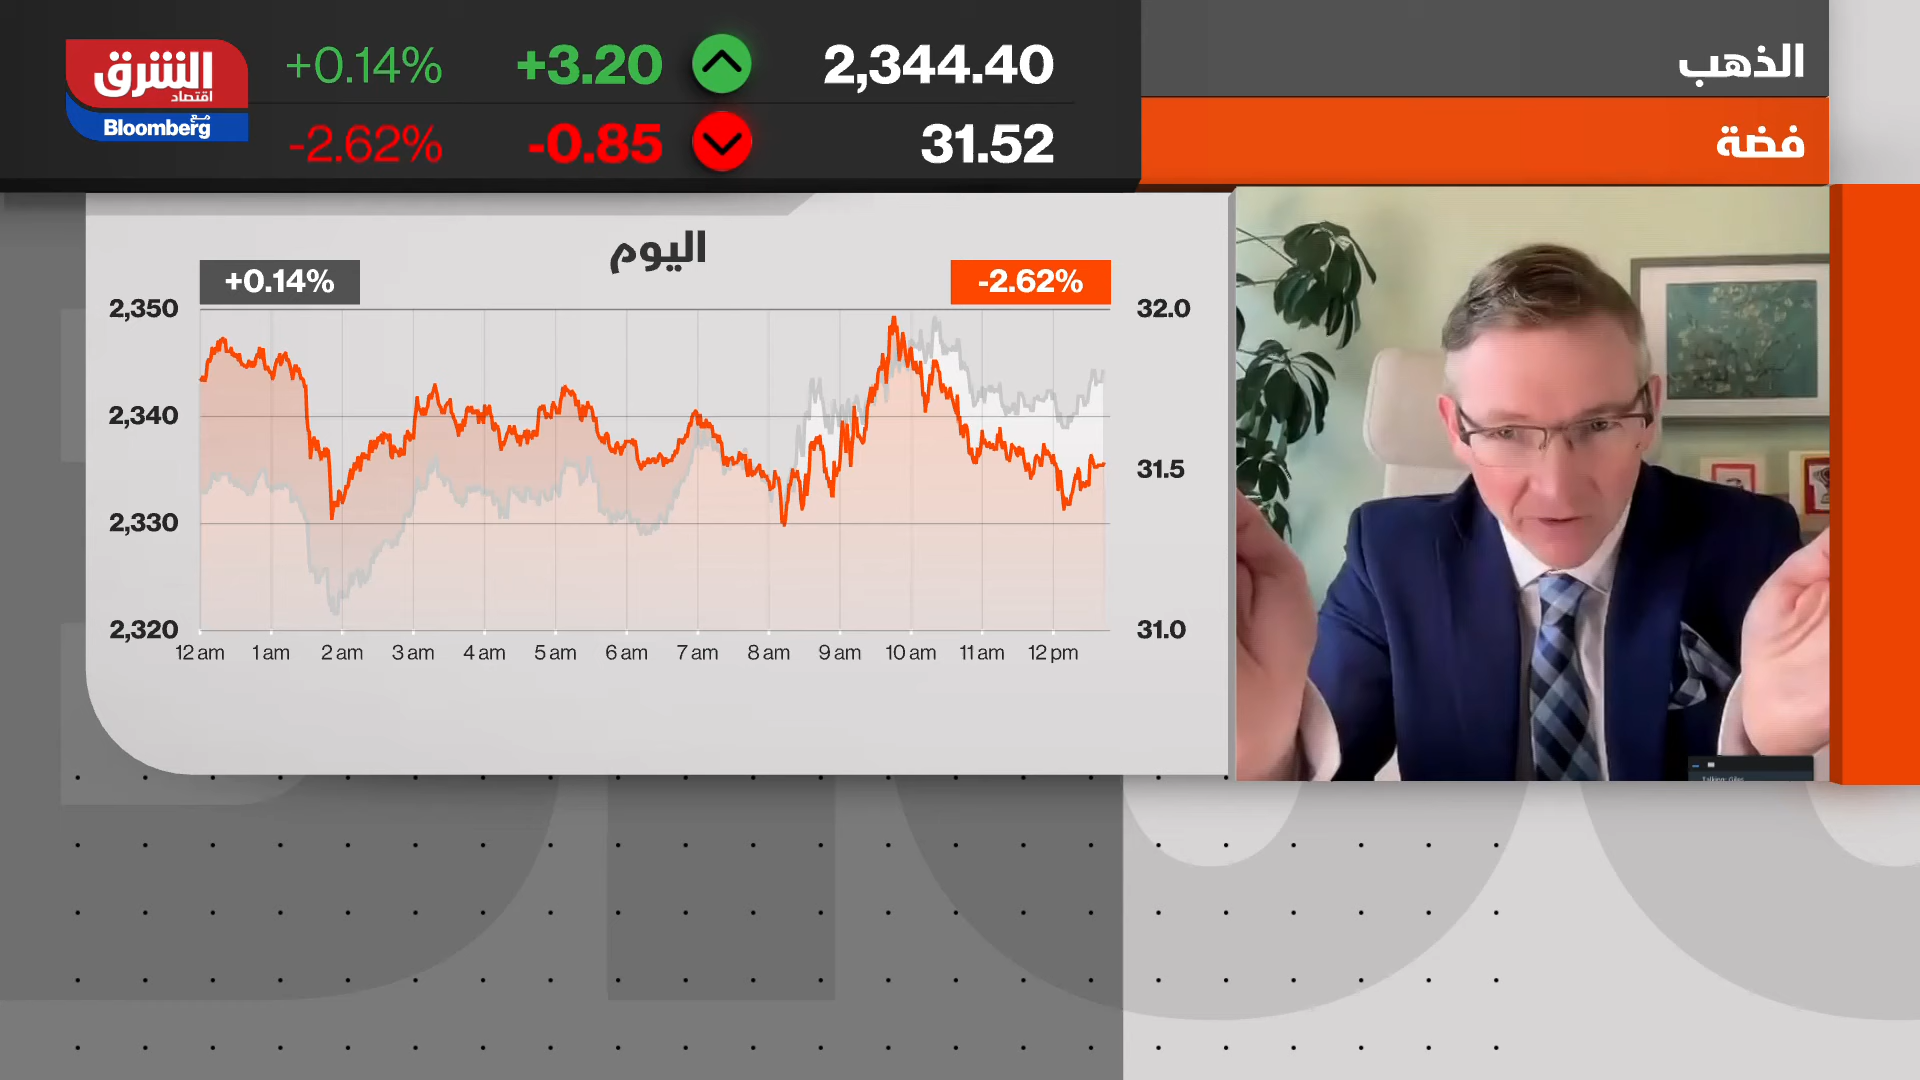 الذهب
2,344.40 +3.20 +0.14%
فضة
31.52 -0.85 -2.62%
الشرق
اقتصاد
مع
Bloomberg
اليوم
+0.14%
-2.62%
2,350
2,340
2,330
2,320
32.0
31.5
31.0
12 am 1 am 2 am 3 am 4 am 5 am 6 am 7 am 8 am 9 am 10 am 11 am 12 pm
Talking: Giles